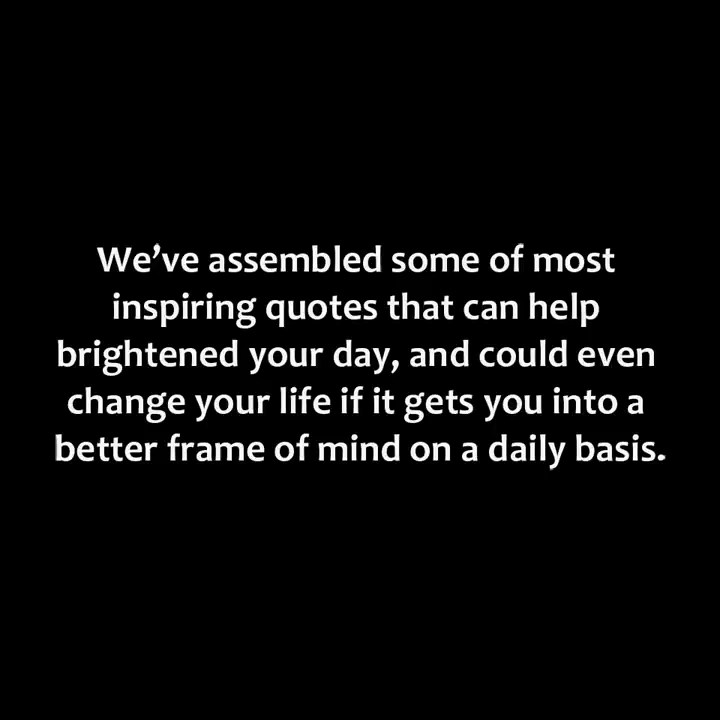 We’ve assembled some of most
inspiring quotes that can help
brightened your day, and could even
change your life if it gets you into a
better frame of mind on a daily basis.